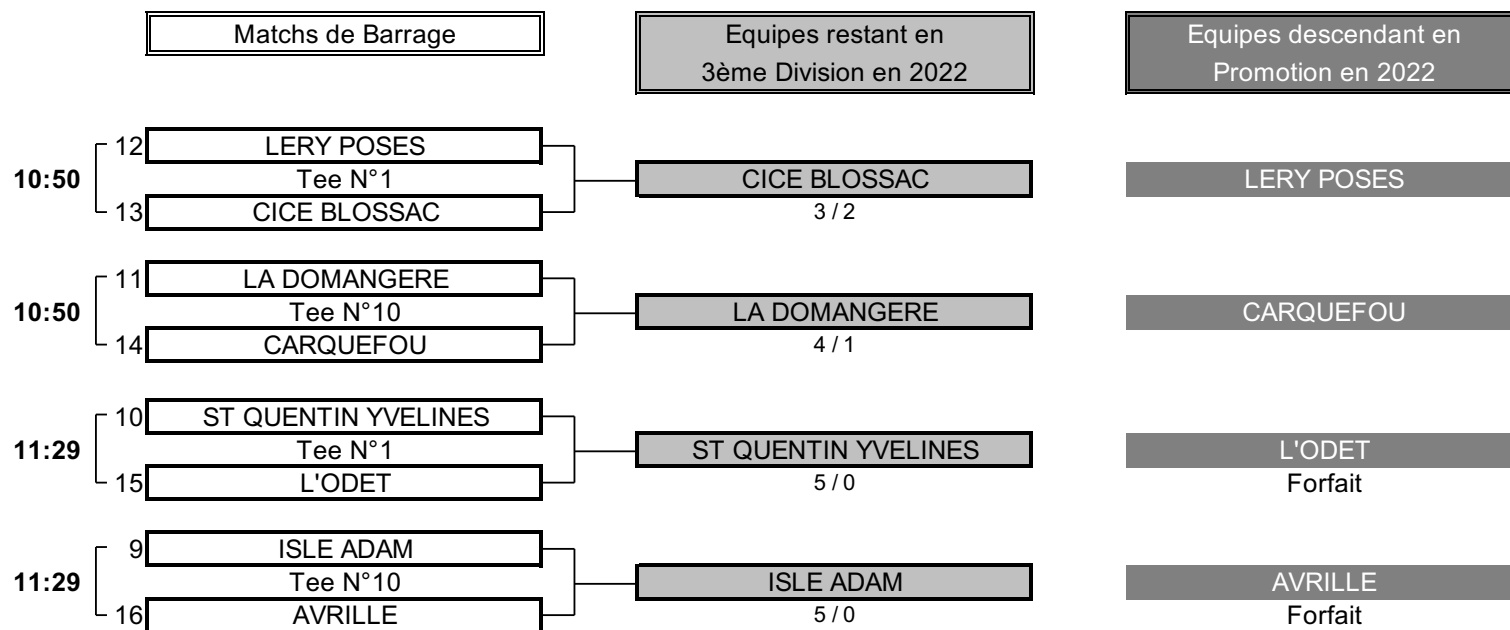 Matchs de Barrage
Equipes restant en
3ème Division en 2022
Equipes descendant en
Promotion en 2022
12 LERY POSES
10:50 Tee N°1 CICE BLOSSAC LERY POSES
13 CICE BLOSSAC 3 / 2
11 LA DOMANGERE
10:50 Tee N°10 LA DOMANGERE CARQUEFOU
14 CARQUEFOU 4 / 1
10 ST QUENTIN YVELINES
11:29 Tee N°1 ST QUENTIN YVELINES L'ODET
15 L'ODET 5 / 0 Forfait
9 ISLE ADAM
11:29 Tee N°10 ISLE ADAM AVRILLE
16 AVRILLE 5 / 0 Forfait